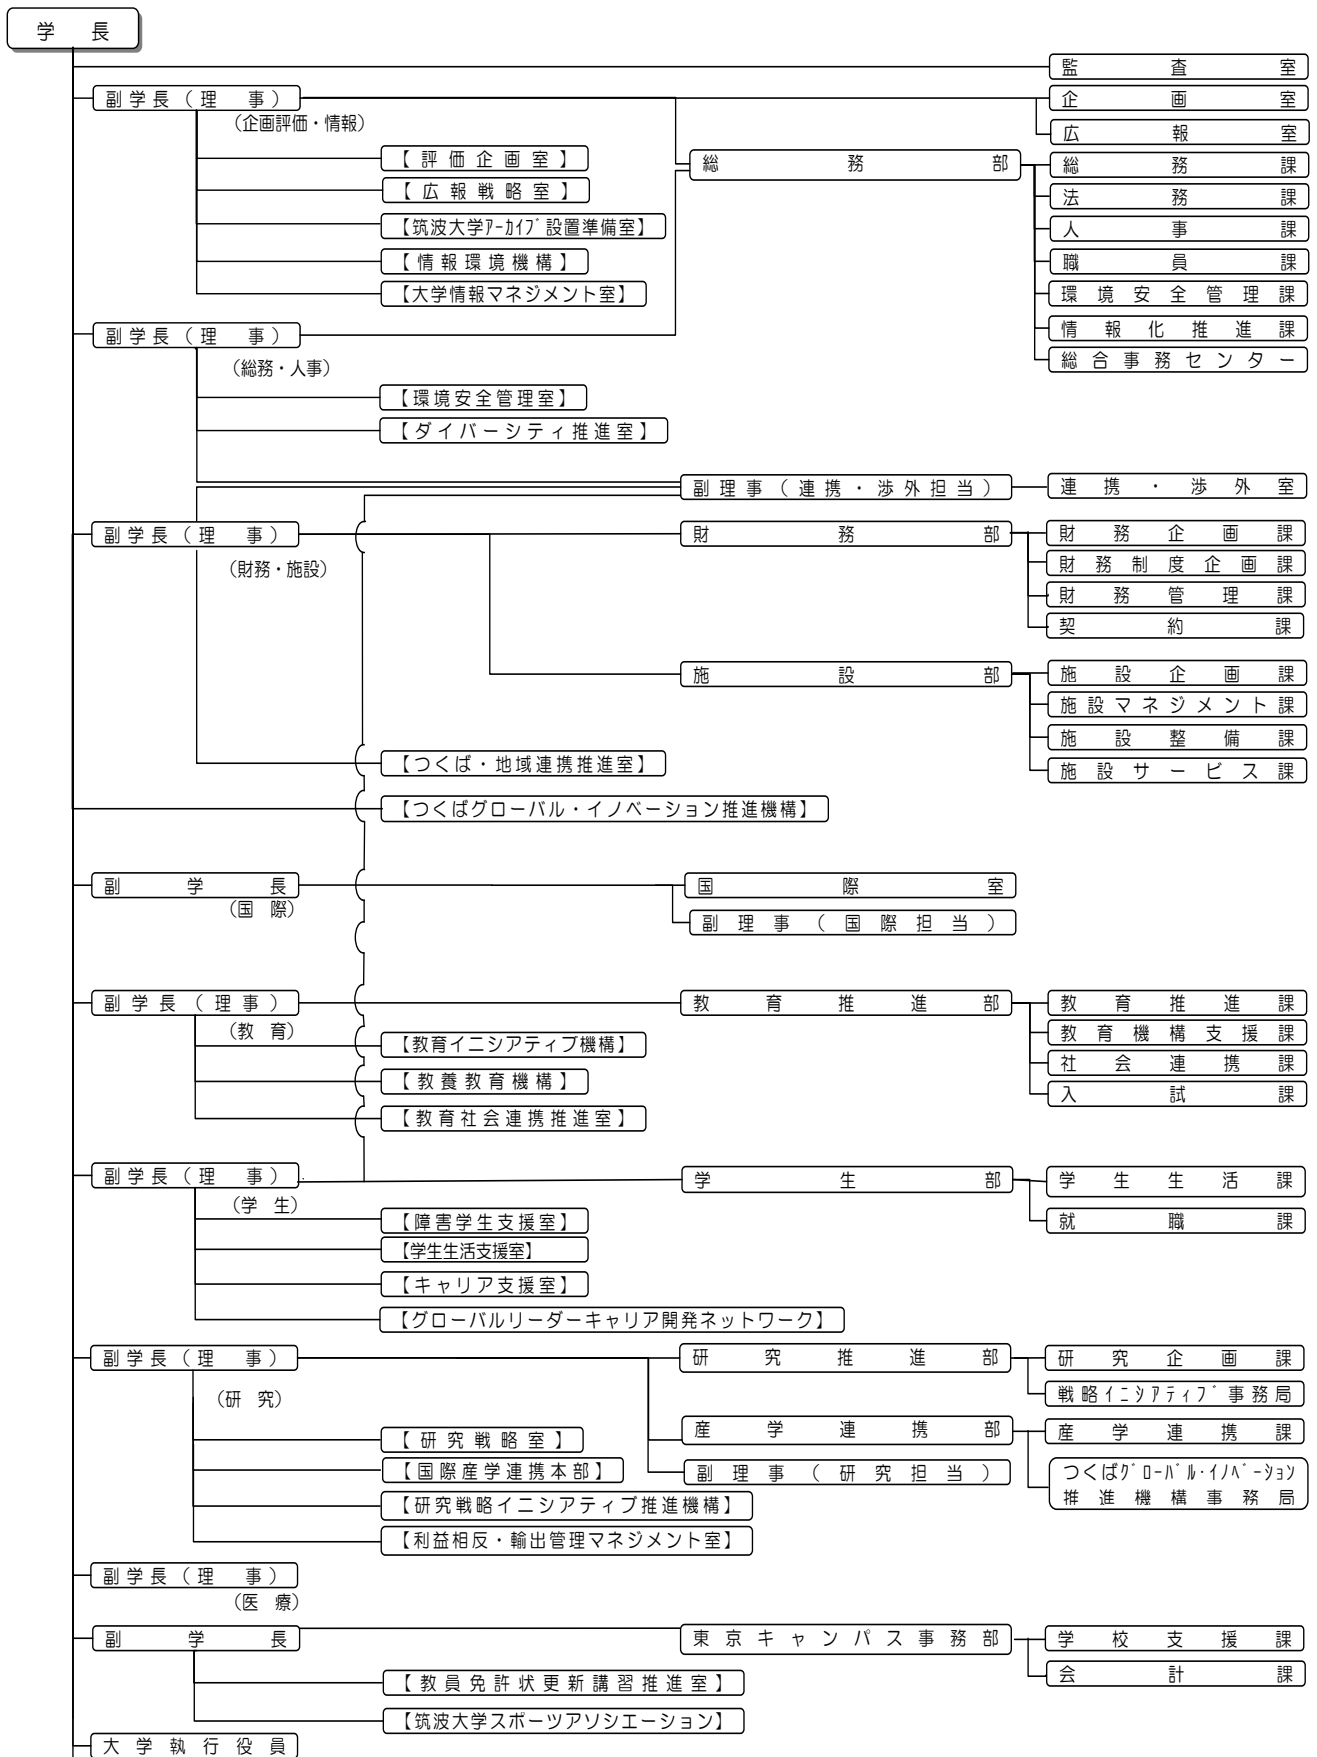 学 長
監査室
副学長（理 事）
企画室
（企画評価・情報）
広報室
【評価企画室】
総務部
総務課
【広報戦略室】
法務課
【筑波大学ｱｰｶｲﾌﾞ設置準備室】
人事課
【情報環境機構】
職員課
【大学情報マネジメント室】
環境安全管理課
副学長（理 事）
情報化推進課
（総務・人事）
総合事務センター
【環境安全管理室】
【ダイバーシティ推進室】
副理事（連携・渉外担当）
連携・渉外室
副学長（理 事）
財務部
財務企画課
（財務・施設）
財務制度企画課
財務管理課
契約課
施設部
施設企画課
施設マネジメント課
施設整備課
【つくば・地域連携推進室】
施設サービス課
【つくばグローバル・イノベーション推進機構】
副学長
国際室
（国 際）
副理事（国際担当）
副学長（理事）
教育推進部
教育推進課
（教 育）
教育機構支援課
【教育イニシアティブ機構】
社会連携課
【教養教育機構】
入試課
【教育社会連携推進室】
副学長（理 事）
学生部
学生生活課
（学 生）
【障害学生支援室】
就職課
【学生生活支援室】
【キャリア支援室】
【グローバルリーダーキャリア開発ネットワーク】
副学長（理 事）
研究推進部
研究企画課
（研 究）
戦略ｲﾆｼｱﾃｨﾌﾞ事務局
産学連携部
産学連携課
【研究戦略室】
【国際産学連携本部】
副理事（研究担当）
つくばｸﾞﾛｰﾊﾞﾙ･ｲﾉﾍﾞｰｼｮﾝ
推進機構事務局
【研究戦略イニシアティブ推進機構】
【利益相反・輸出管理マネジメント室】
副学長（理 事）
（医 療）
副学長
東京キャンパス事務部
学校支援課
会計課
【教員免許状更新講習推進室】
【筑波大学スポーツアソシエーション】
大学執行役員